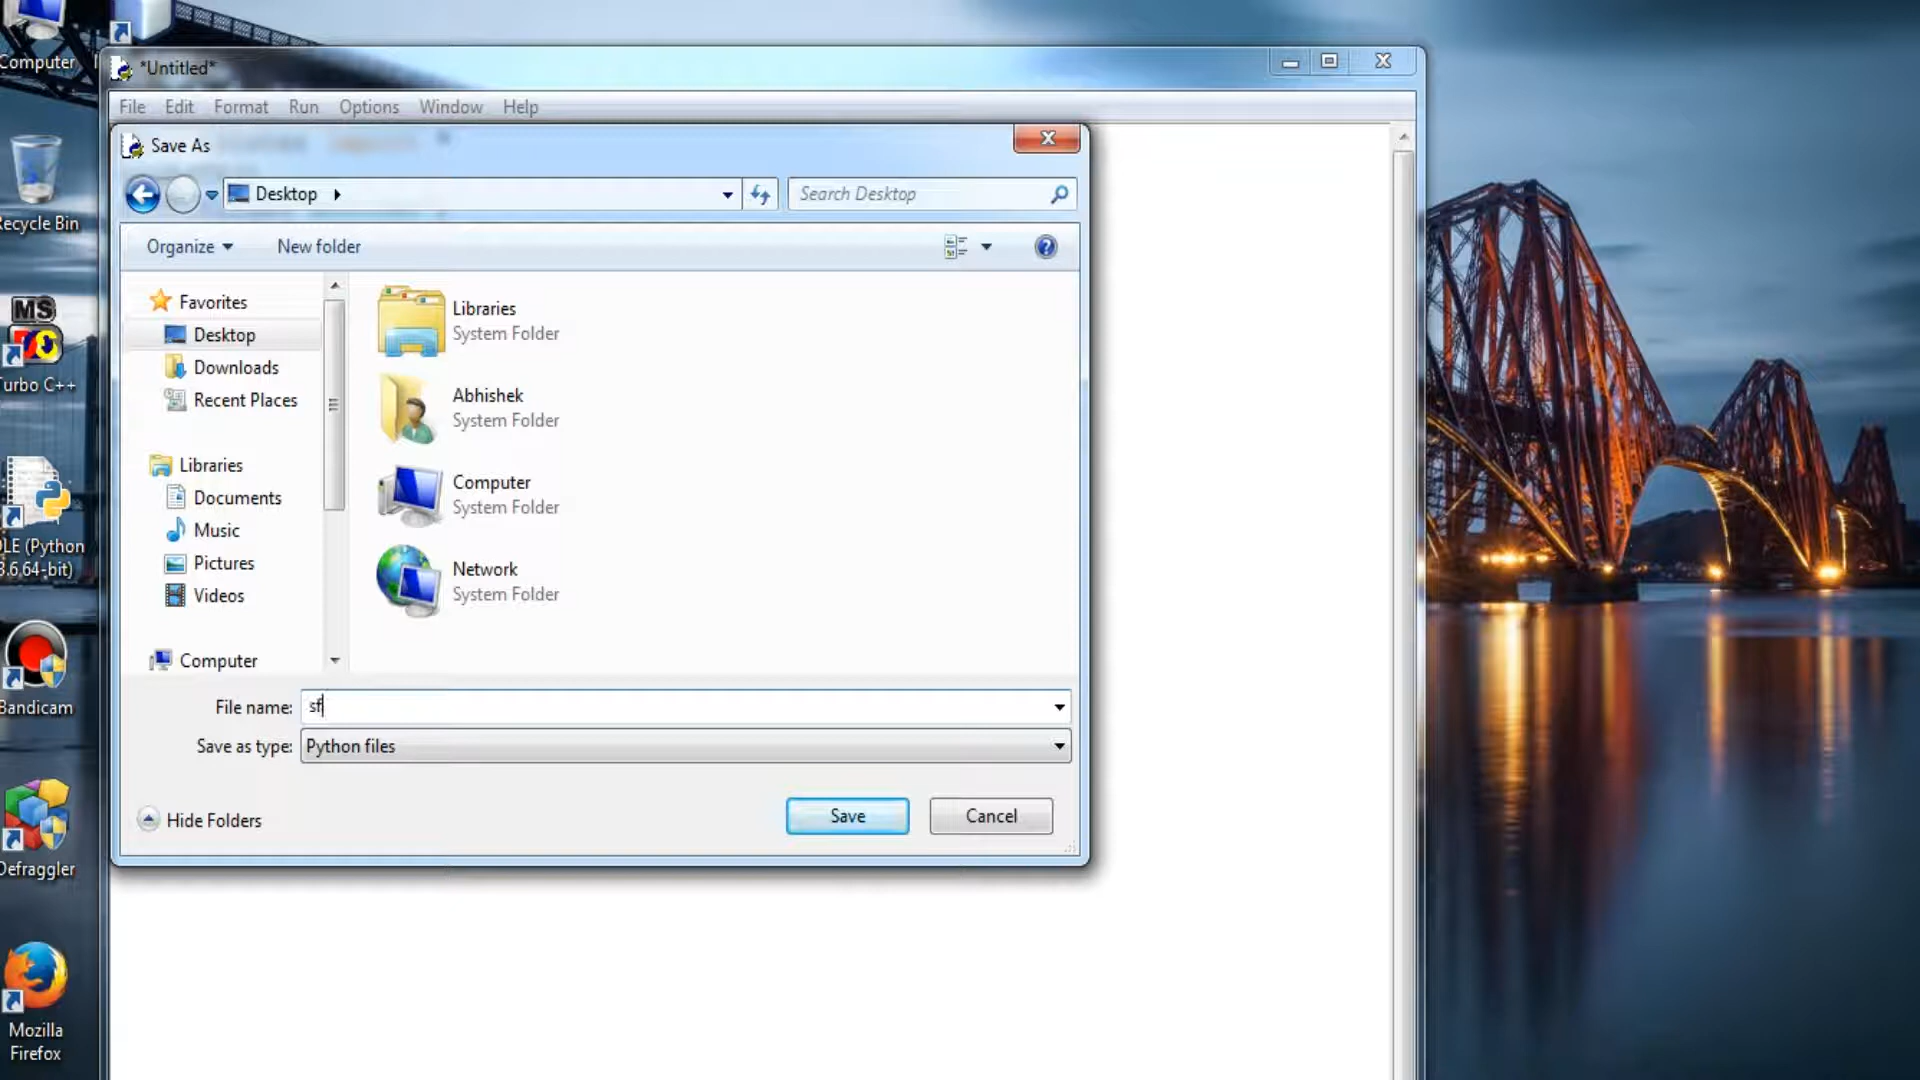 Computer
*Untitled*
File Edit Format Run Options Window Help
Save As
Desktop
Search Desktop
Organize New folder
Favorites
Desktop
Downloads
Recent Places
Libraries
Documents
Music
Pictures
Videos
Computer
Libraries
System Folder
Abhishek
System Folder
Computer
System Folder
Network
System Folder
File name: sf
Save as type: Python files
Hide Folders
Save Cancel
Recycle Bin
MS
Turbo C++
DLE (Python
3.6.64-bit)
Bandicam
Defraggler
Mozilla
Firefox